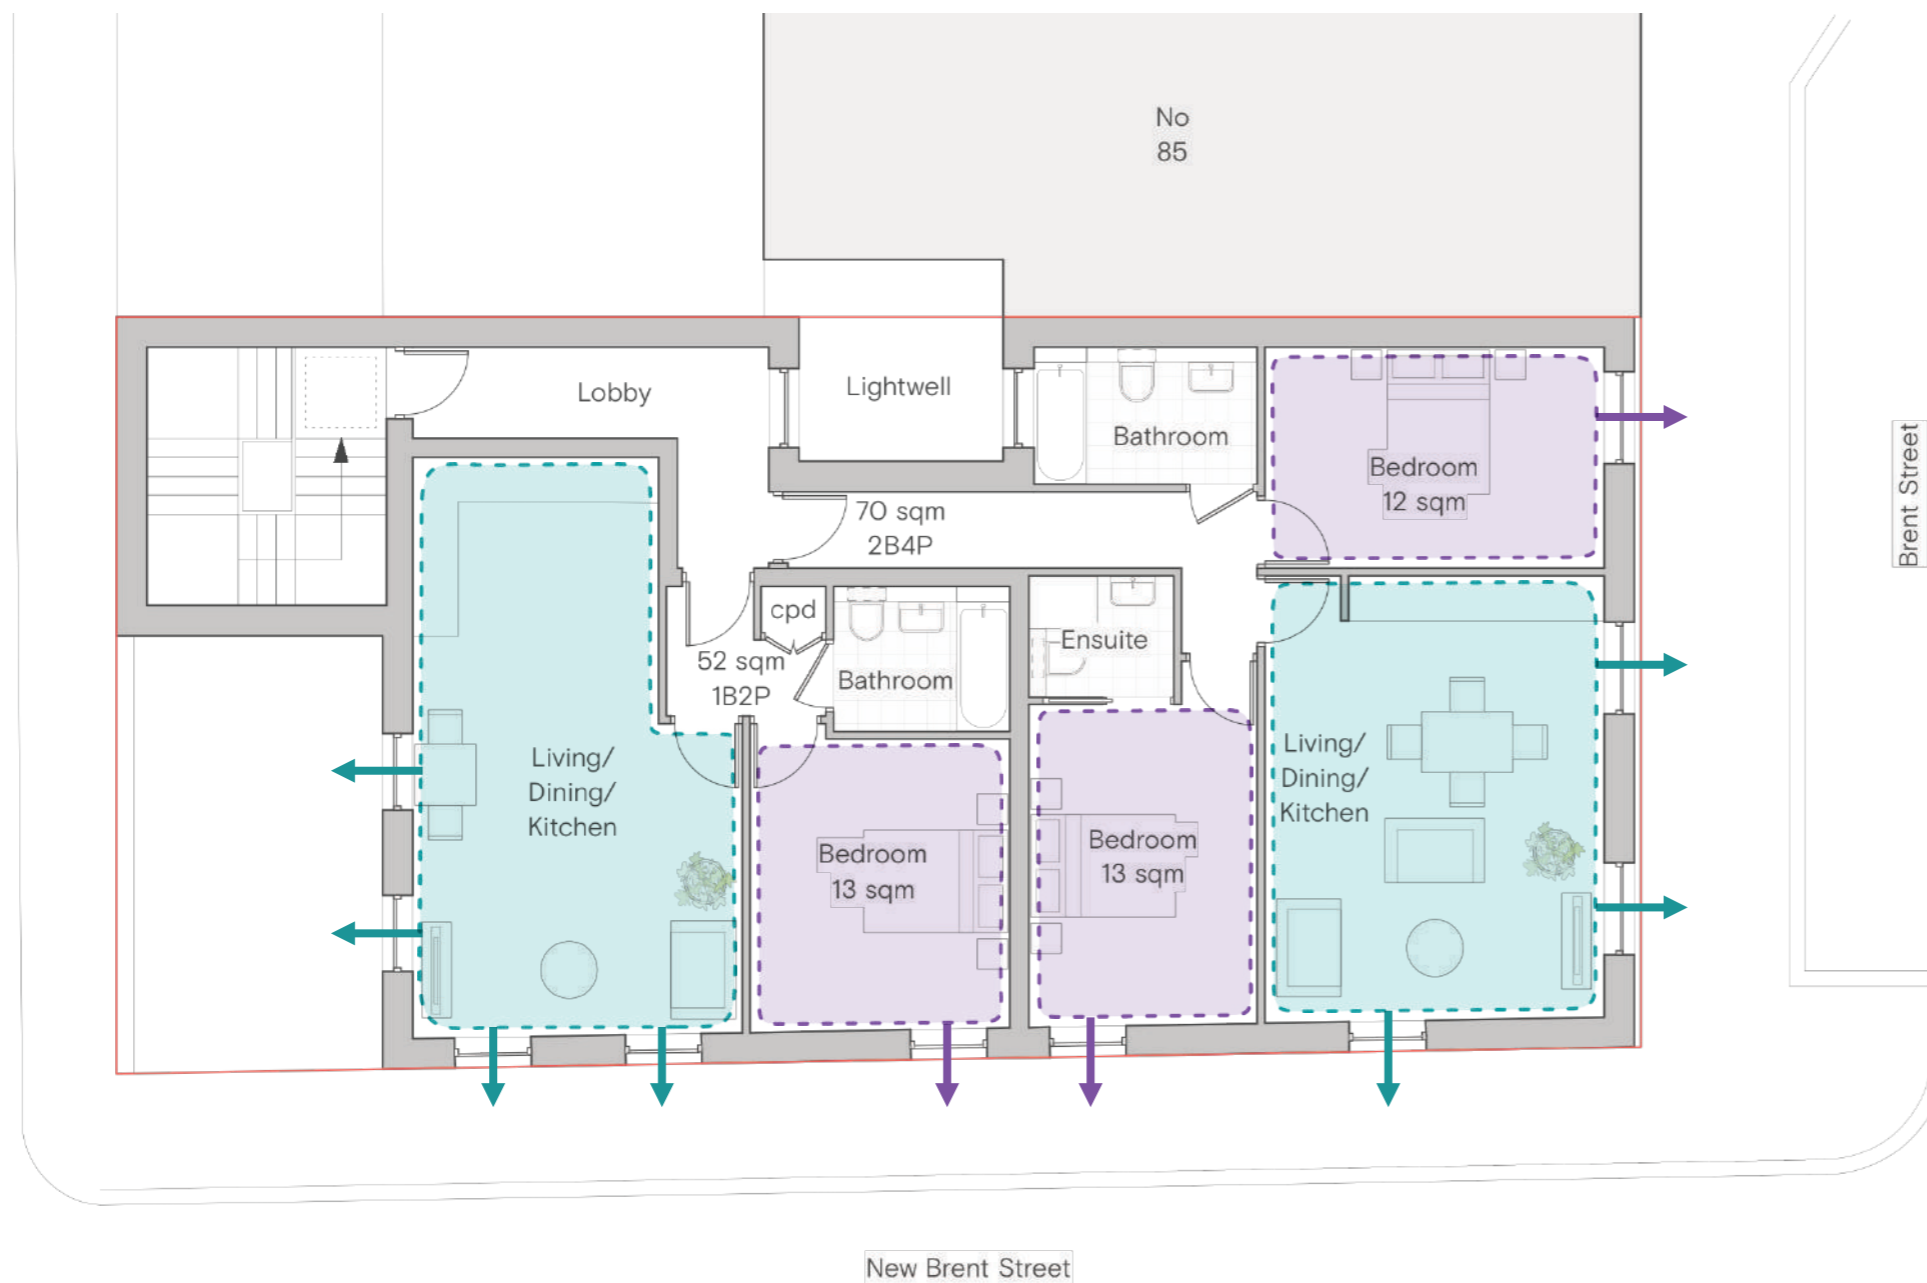 No
85
Lobby
Lightwell
Bathroom
Bedroom
12 sqm
Brent Street
70 sqm
2B4P
cpd
52 sqm
1B2P
Bathroom
Ensuite
Living/
Dining/
Kitchen
Bedroom
13 sqm
Bedroom
13 sqm
Living/
Dining/
Kitchen
New Brent Street